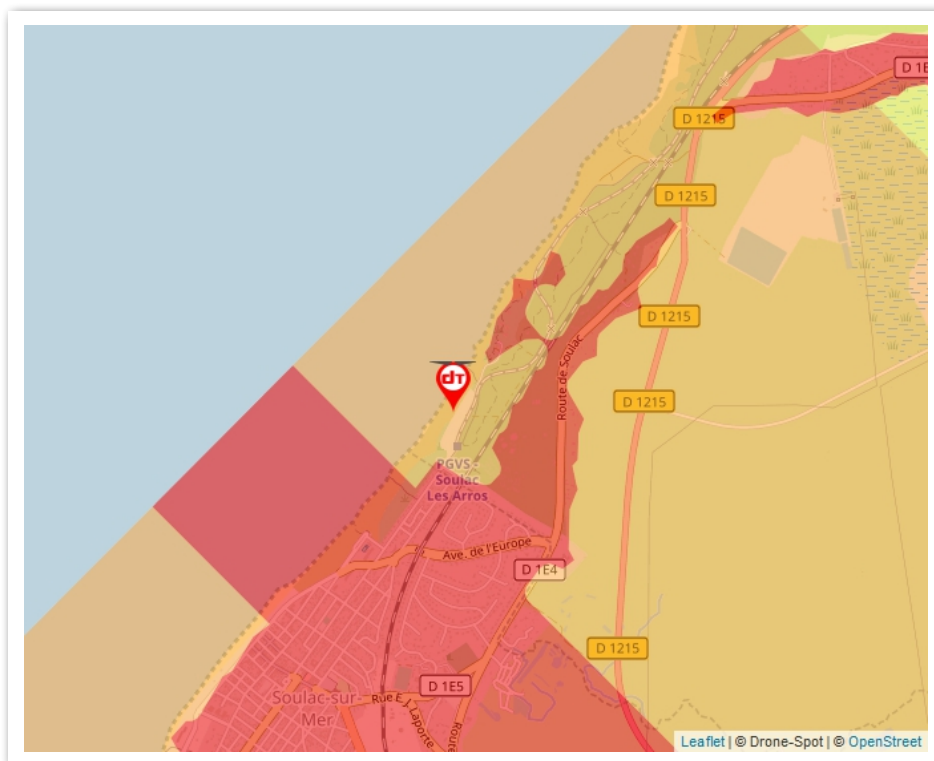 D 1E
D 1215
D 1215
D 1215
Route de Soulac
D 1215
dT
PGVS -
Soulac
Les Arros
Ave. de l'Europe
D 1E4
D 1215
D 1E5
Soulac-sur-
Mer
Rue E. J. Laporte
Route
Leaflet | © Drone-Spot | © OpenStreet